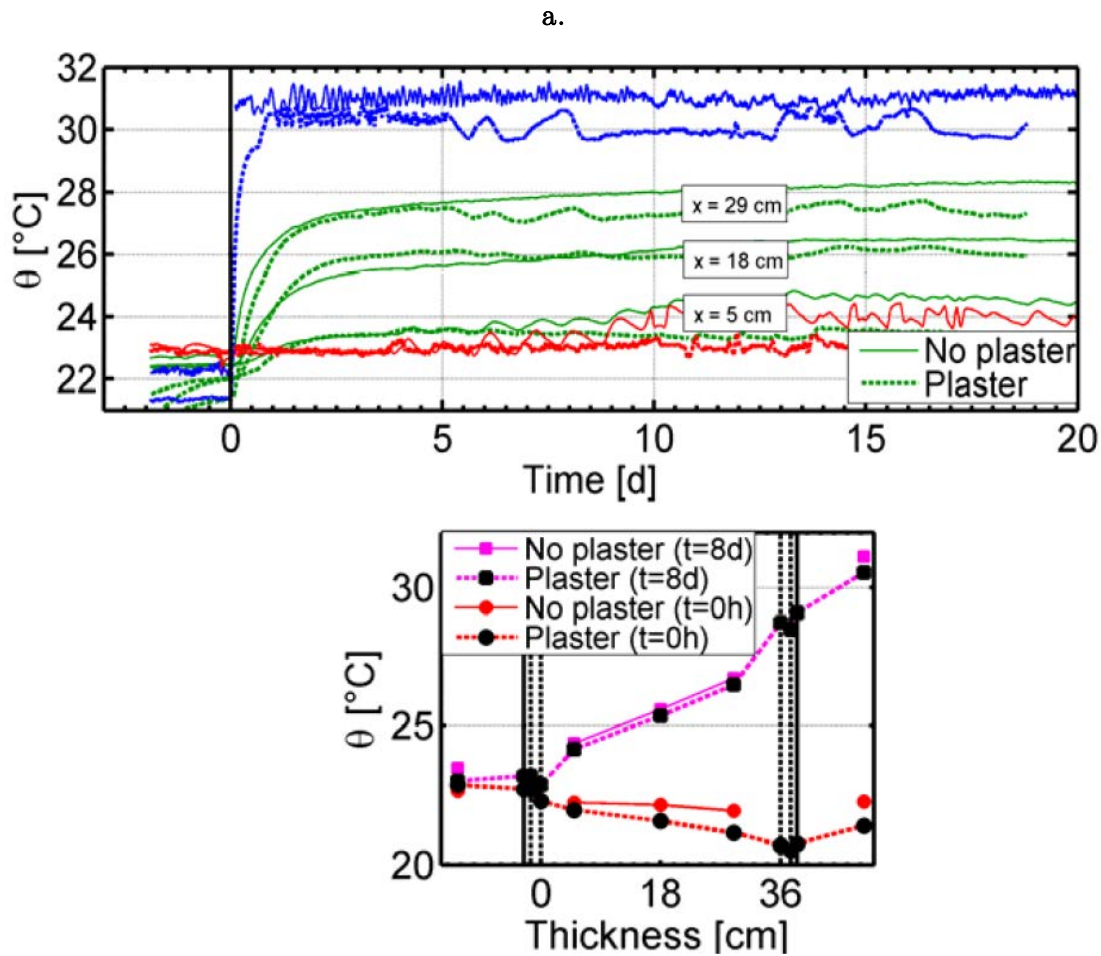 a.
32
30
28
26
24
22
θ [°C]
x = 29 cm
x = 18 cm
x = 5 cm
No plaster
Plaster
0 5 10 15 20
Time [d]
No plaster (t=8d)
Plaster (t=8d)
No plaster (t=0h)
Plaster (t=0h)
30
25
20
θ [°C]
0 18 36
Thickness [cm]